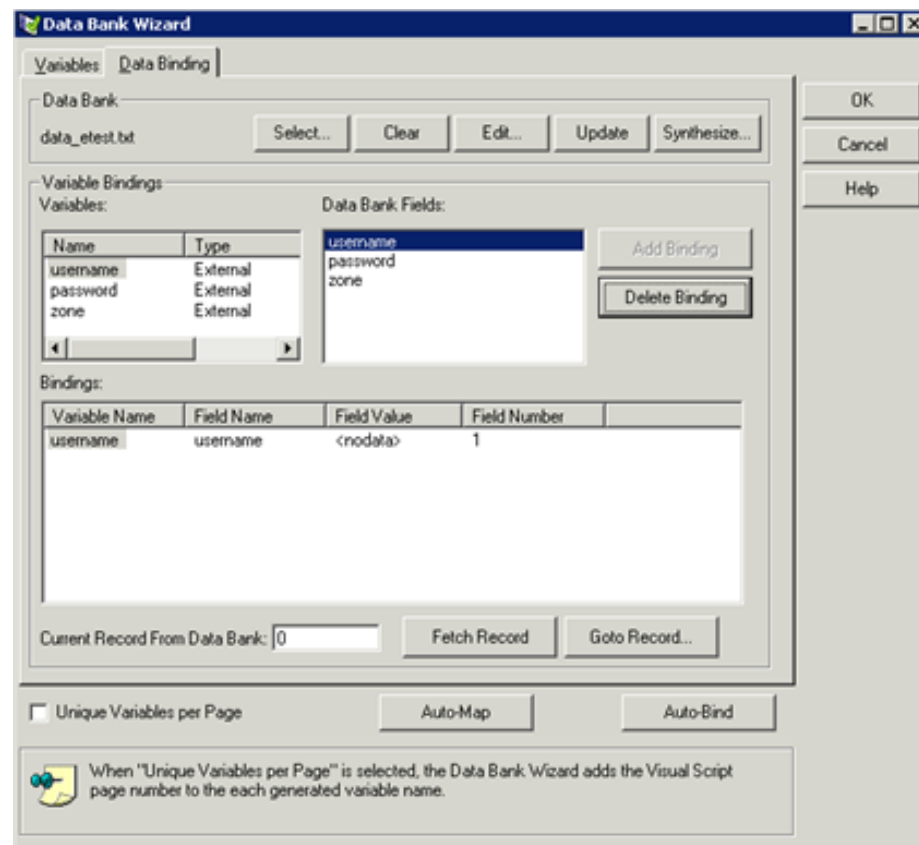 Data Bank Wizard
Variables Data Binding
Data Bank
data_etest.txt Select... Clear Edit... Update Synthesize...
OK
Cancel
Help
Variable Bindings
Variables: Data Bank Fields:
Name Type
username External
password External
zone External
username
password
zone
Add Binding
Delete Binding
Bindings:
Variable Name Field Name Field Value Field Number
username username <nodata> 1
Current Record From Data Bank: 0 Fetch Record Goto Record...
Unique Variables per Page Auto-Map Auto-Bind
When "Unique Variables per Page" is selected, the Data Bank Wizard adds the Visual Script
page number to the each generated variable name.